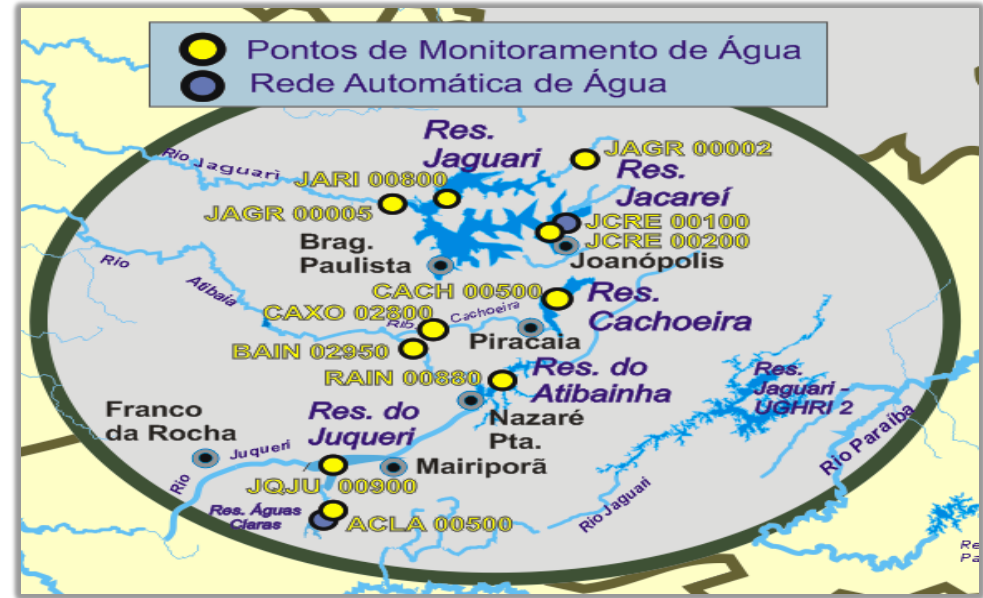 Pontos de Monitoramento de Água
Rede Automática de Água
Res.
Jaguari
JAGR 00002
Rio Jaguari
Res.
Jacareí
JARI 00800
JAGR 00005
JCRE 00100
JCRE 00200
Brag.
Paulista
Joanópolis
Rio
Atibaia
CACH 00500
Res.
Cachoeira
CAXO 02800
Rib.
Cachoeira
Piracaia
BAIN 02950
RAIN 00880
Res. do
Atibainha
Res.
Jaguari -
UGHRI 2
Franco
da Rocha
Res. do
Juqueri
Nazaré
Pta.
Rio Paraíba
Juqueri
Rio
Mairiporã
JQJU 00900
Rio Jaguari
Res. Águas
Claras
ACLA 00500
Re
Pa